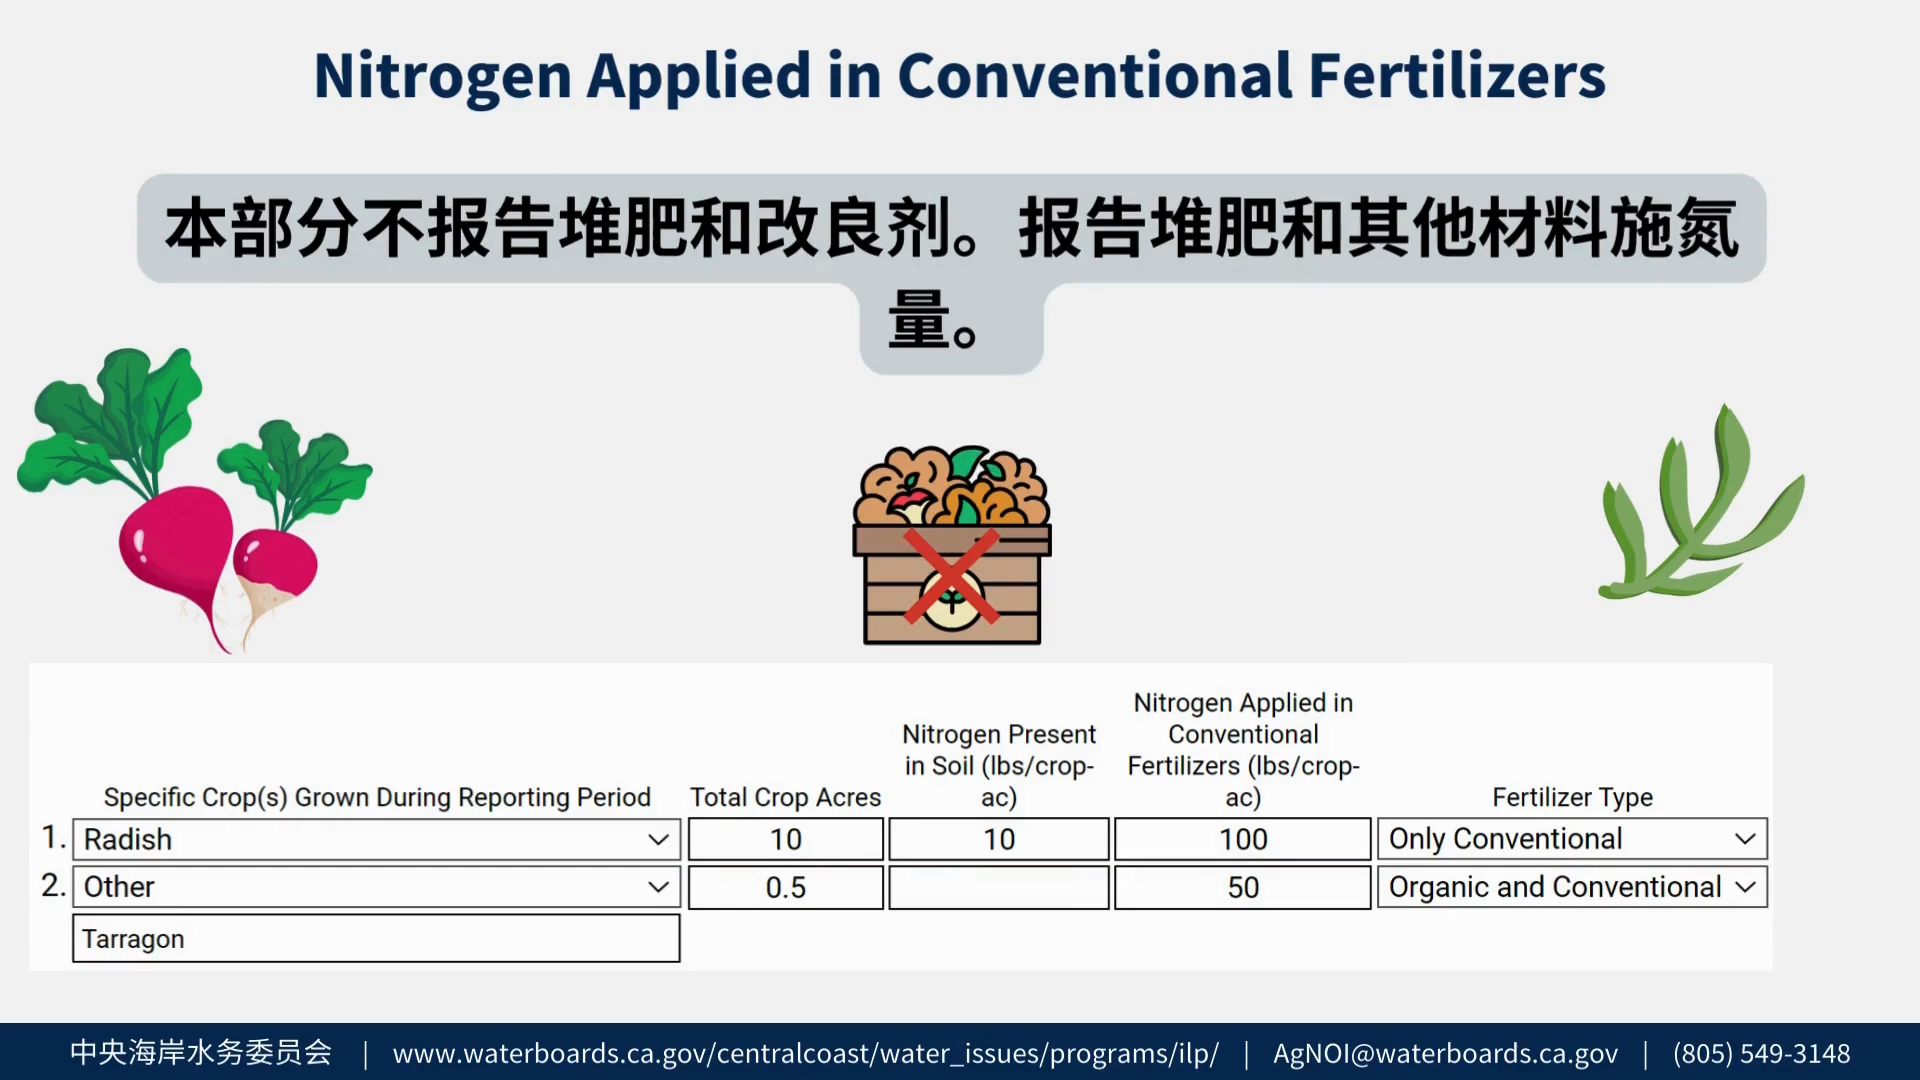 Nitrogen Applied in Conventional Fertilizers
本部分不报告堆肥和改良剂。报告堆肥和其他材料施氮
量。
Specific Crop(s) Grown During Reporting Period
Total Crop Acres
Nitrogen Present
in Soil (lbs/crop-
ac)
Nitrogen Applied in
Conventional
Fertilizers (lbs/crop-
ac)
Fertilizer Type
1. Radish 10 10 100 Only Conventional
2. Other 0.5 50 Organic and Conventional
Tarragon
中央海岸水务委员会 | www.waterboards.ca.gov/centralcoast/water_issues/programs/ilp/ | AgNOI@waterboards.ca.gov | (805) 549-3148